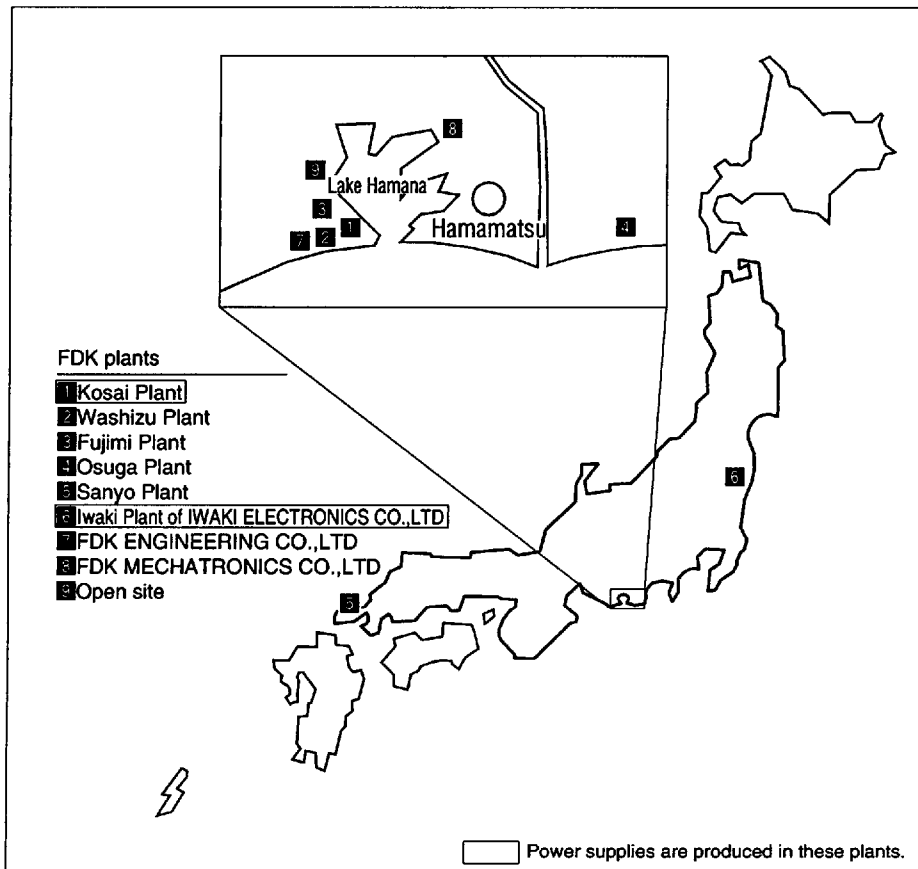 8
9
Lake Hamana
3
1
Hamamatsu
7
2
4
FDK plants
1 Kosai Plant
2 Washizu Plant
3 Fujimi Plant
4 Osuga Plant
5 Sanyo Plant
6 Iwaki Plant of IWAKI ELECTRONICS CO.,LTD
7 FDK ENGINEERING CO.,LTD
8 FDK MECHATRONICS CO.,LTD
9 Open site
6
5
Power supplies are produced in these plants.